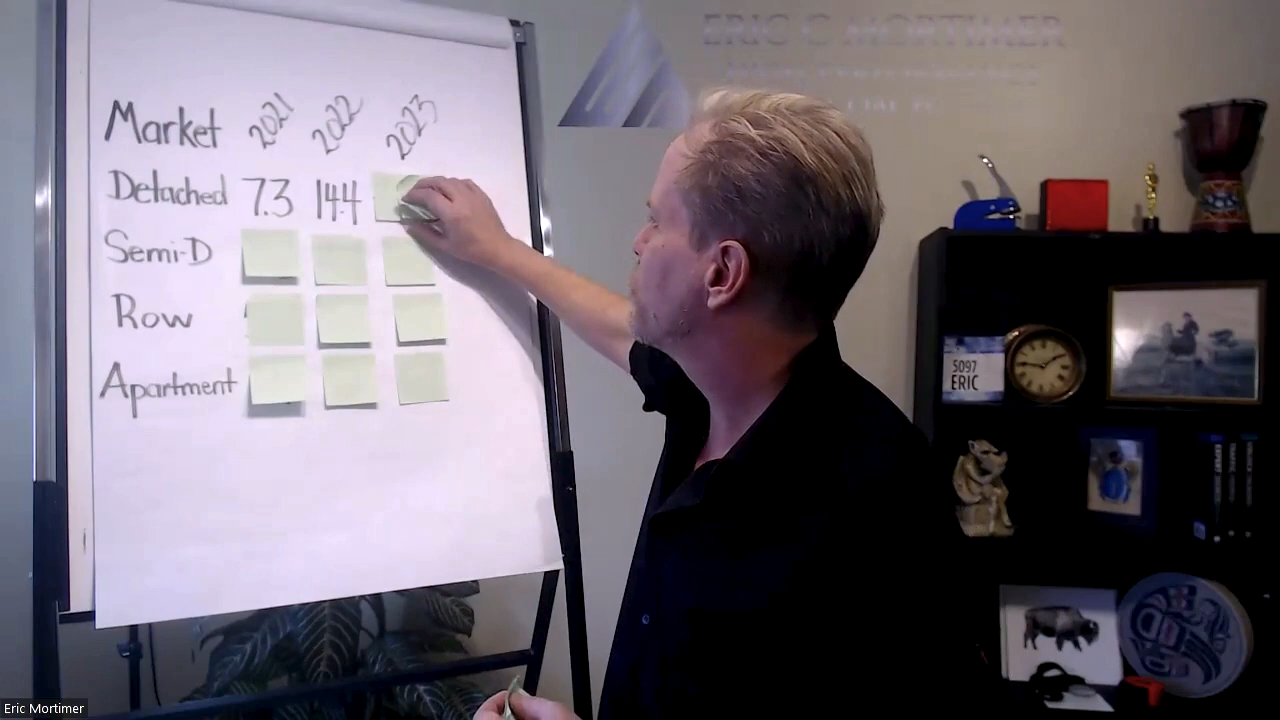 ERIC C MORTIMER
Market 2021 2022 2023
Detached 7.3 14.4
Semi-D
Row
Apartment
5097
ERIC
Eric Mortimer